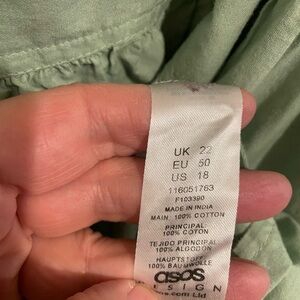 UK 22
EU 50
US 18
116051763
F103390
MADE IN INDIA
MAIN: 100% COTTON
PRINCIPAL:
100% COTON
TEJIDO PRINCIPAL
100% ALGODON
HAUPTSTOFF
100% BAUMWOLLE
asos
DESIGN